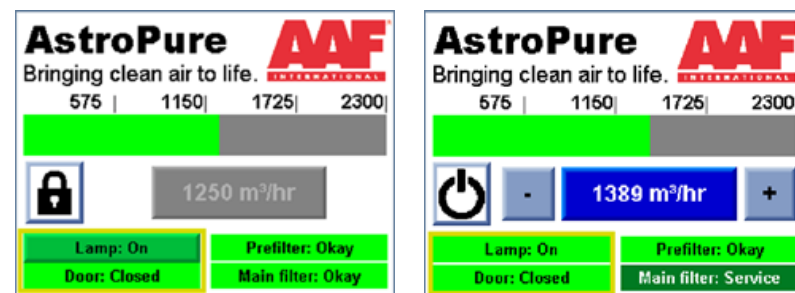 AstroPure
AAF
Bringing clean air to life.
INTERNATIONAL
575 | 1150| 1725| 2300|
1250 m³/hr
Lamp: On
Prefilter: Okay
Door: Closed
Main filter: Okay
AstroPure
AAF
Bringing clean air to life.
INTERNATIONAL
575 | 1150| 1725| 2300
-
1389 m³/hr
+
Lamp: On
Prefilter: Okay
Door: Closed
Main filter: Service